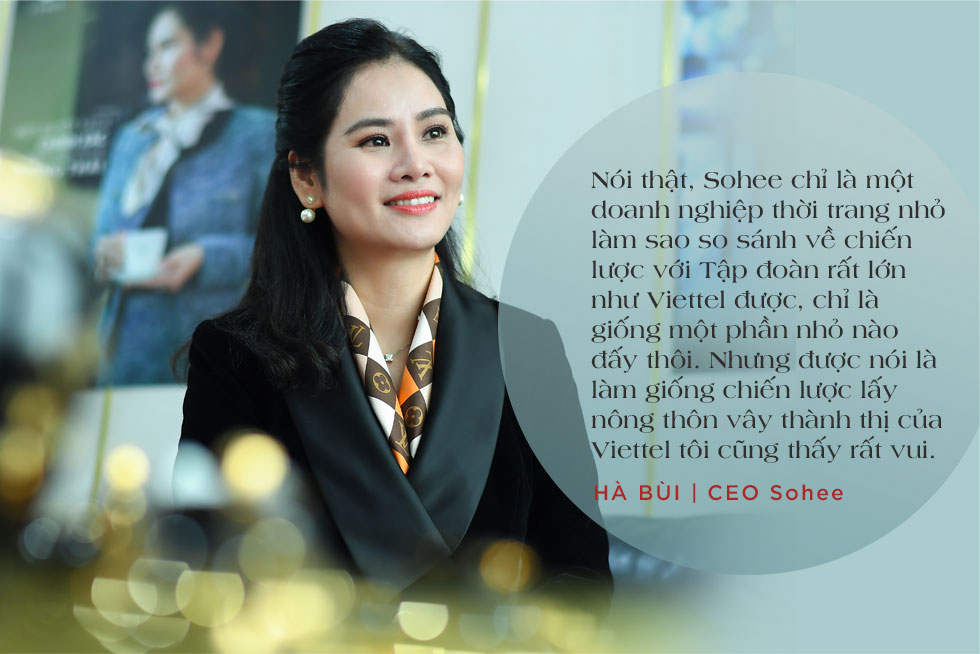 Nói thật, Sohee chỉ là một
doanh nghiệp thời trang nhỏ
làm sao so sánh về chiến
lược với Tập đoàn rất lớn
như Viettel được, chỉ là
giống một phần nhỏ nào
đấy thôi. Nhưng được nói là
làm giống chiến lược lấy
nông thôn vây thành thị của
Viettel tôi cũng thấy rất vui.
HÀ BÙI | CEO Sohee